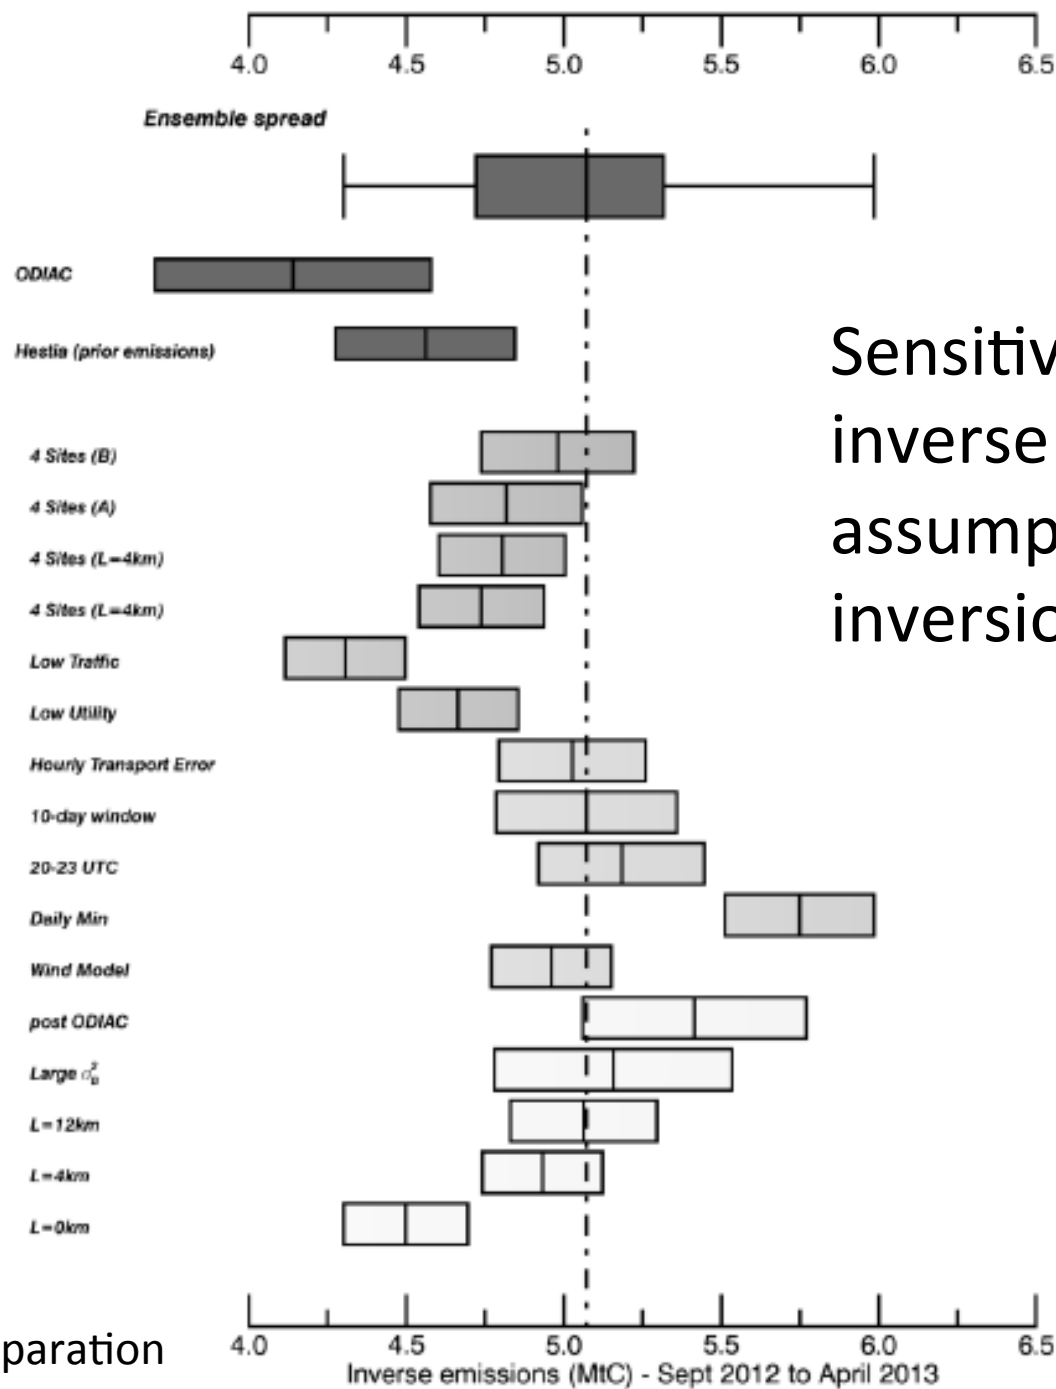 4.0 4.5 5.0 5.5 6.0 6.5
Ensemble spread
ODIAC
Hestia (prior emissions)
Sensitiv
inverse
assump
inversio
4 Sites (B)
4 Sites (A)
4 Sites (L=4km)
4 Sites (L=4km)
Low Traffic
Low Utility
Hourly Transport Error
10-day window
20-23 UTC
Daily Min
Wind Model
post ODIAC
Large
L=12km
L=4km
L=0km
paration
4.0 4.5 5.0 5.5 6.0 6.5
Inverse emissions (MtC) - Sept 2012 to April 2013